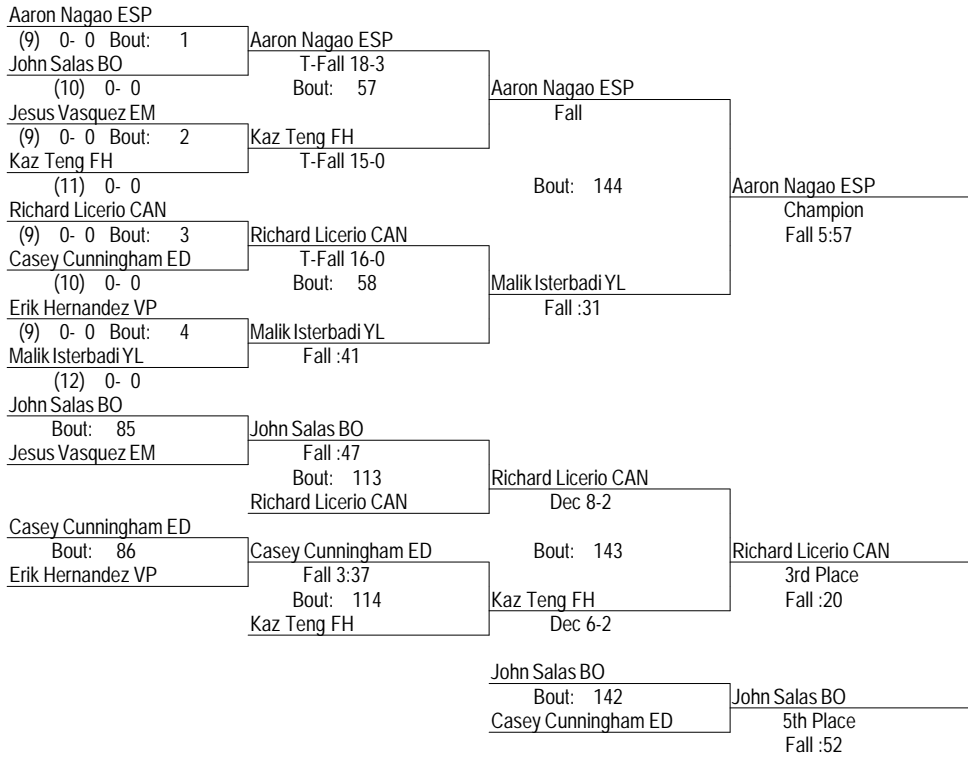 Aaron Nagao ESP
(9) 0- 0 Bout: 1 Aaron Nagao ESP
John Salas BO T-Fall 18-3
(10) 0- 0 Bout: 57 Aaron Nagao ESP
Jesus Vasquez EM Fall
(9) 0- 0 Bout: 2 Kaz Teng FH
Kaz Teng FH T-Fall 15-0
(11) 0- 0 Bout: 144 Aaron Nagao ESP
Richard Licerio CAN Champion
(9) 0- 0 Bout: 3 Richard Licerio CAN Fall 5:57
Casey Cunningham ED T-Fall 16-0
(10) 0- 0 Bout: 58 Malik Isterbadi YL
Erik Hernandez VP Fall :31
(9) 0- 0 Bout: 4 Malik Isterbadi YL
Malik Isterbadi YL Fall :41
(12) 0- 0
John Salas BO
Bout: 85 John Salas BO
Jesus Vasquez EM Fall :47
Bout: 113 Richard Licerio CAN
Richard Licerio CAN Dec 8-2
Casey Cunningham ED
Bout: 86 Casey Cunningham ED Bout: 143 Richard Licerio CAN
Erik Hernandez VP Fall 3:37 3rd Place
Bout: 114 Kaz Teng FH Fall :20
Kaz Teng FH Dec 6-2
John Salas BO
Bout: 142 John Salas BO
Casey Cunningham ED 5th Place
Fall :52